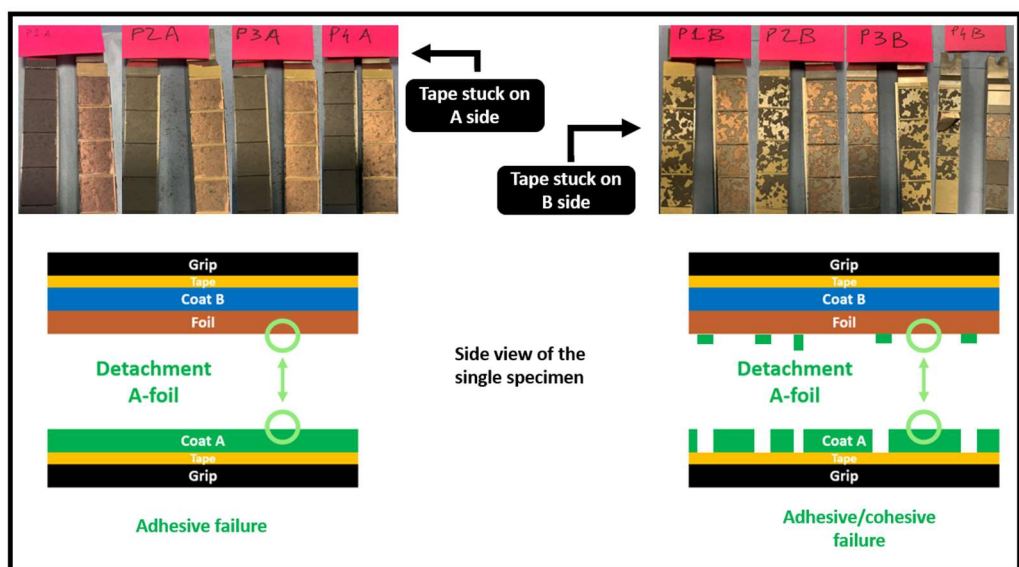 P1A
P2A
P3A
P4A
P1B
P2B
P3B
P4B
Tape stuck on
A side
Tape stuck on
B side
Grip
Tape
Coat B
Foil
Detachment
A-foil
Coat A
Tape
Grip
Adhesive failure
Side view of the
single specimen
Grip
Tape
Coat B
Foil
Detachment
A-foil
Coat A
Tape
Grip
Adhesive/cohesive
failure